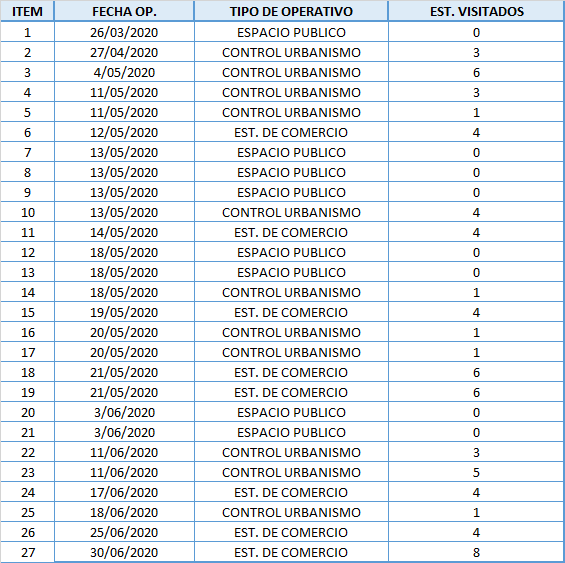 ITEM FECHA OP. TIPO DE OPERATIVO EST. VISITADOS
1 26/03/2020 ESPACIO PUBLICO 0
2 27/04/2020 CONTROL URBANISMO 3
3 4/05/2020 CONTROL URBANISMO 6
4 11/05/2020 CONTROL URBANISMO 3
5 11/05/2020 CONTROL URBANISMO 1
6 12/05/2020 EST. DE COMERCIO 4
7 13/05/2020 ESPACIO PUBLICO 0
8 13/05/2020 ESPACIO PUBLICO 0
9 13/05/2020 ESPACIO PUBLICO 0
10 13/05/2020 CONTROL URBANISMO 4
11 14/05/2020 EST. DE COMERCIO 4
12 18/05/2020 ESPACIO PUBLICO 0
13 18/05/2020 ESPACIO PUBLICO 0
14 18/05/2020 CONTROL URBANISMO 1
15 19/05/2020 EST. DE COMERCIO 4
16 20/05/2020 CONTROL URBANISMO 1
17 20/05/2020 CONTROL URBANISMO 1
18 21/05/2020 EST. DE COMERCIO 6
19 21/05/2020 EST. DE COMERCIO 6
20 3/06/2020 ESPACIO PUBLICO 0
21 3/06/2020 ESPACIO PUBLICO 0
22 11/06/2020 CONTROL URBANISMO 3
23 11/06/2020 CONTROL URBANISMO 5
24 17/06/2020 EST. DE COMERCIO 4
25 18/06/2020 CONTROL URBANISMO 1
26 25/06/2020 EST. DE COMERCIO 4
27 30/06/2020 EST. DE COMERCIO 8